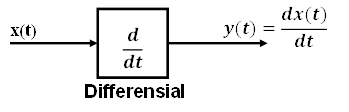 x(t)
d/dt
y(t) = dx(t)/dt
Differensial